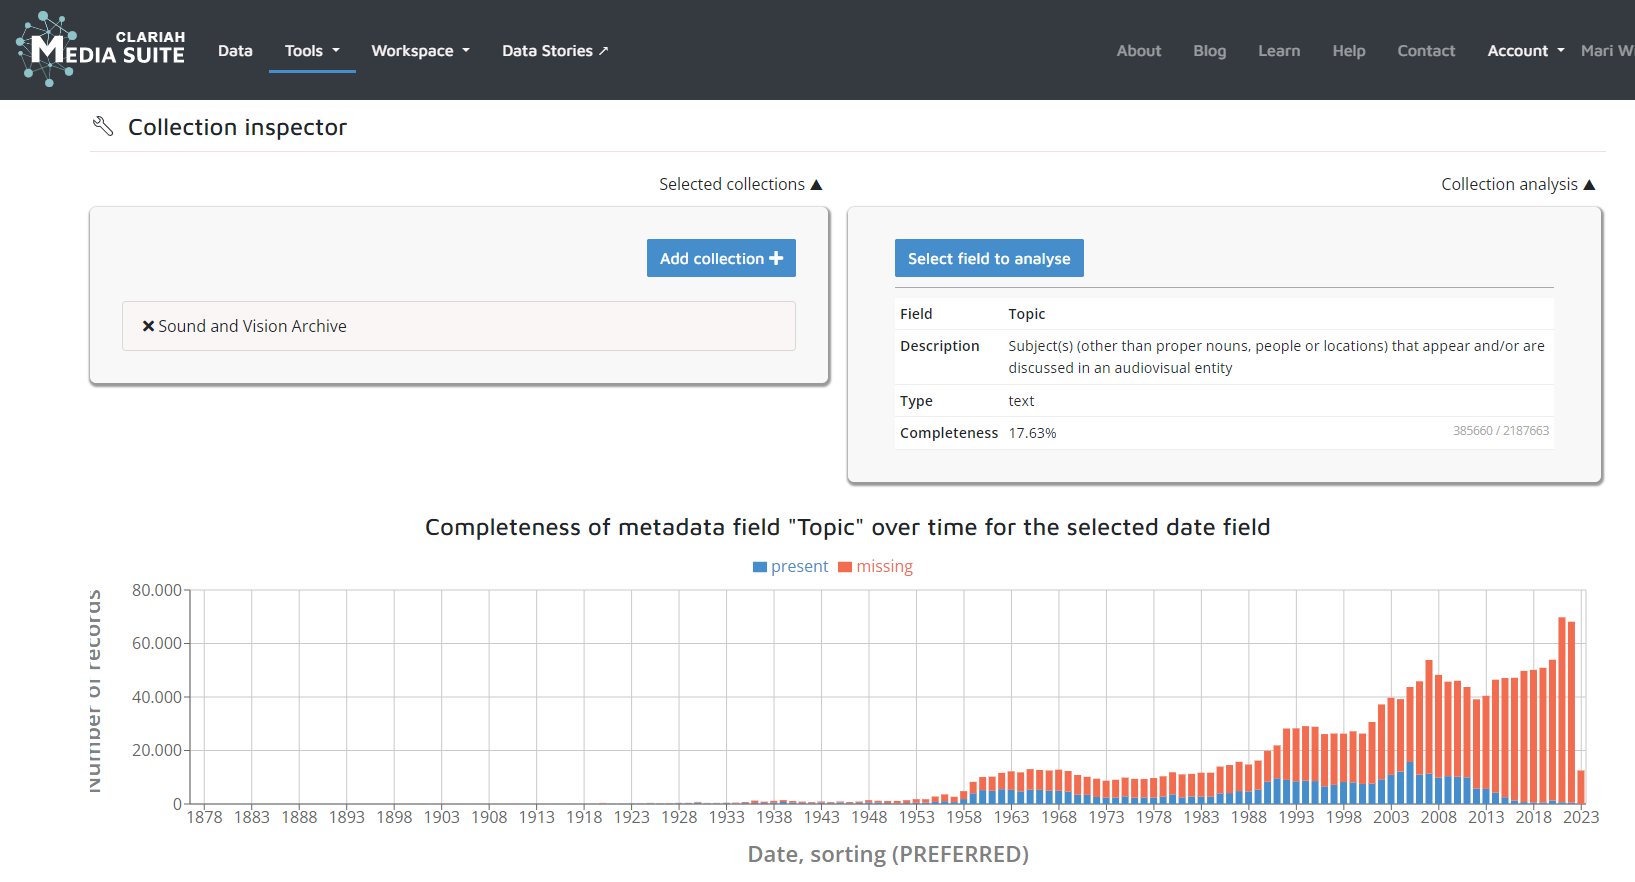 CLARIAH
MEDIA SUITE
Data
Tools
Workspace
Data Stories ↗
About
Blog
Learn
Help
Contact
Account
Mari W
Collection inspector
Selected collections ▲
Collection analysis ▲
Add collection +
Select field to analyse
✖ Sound and Vision Archive
Field Topic
Description Subject(s) (other than proper nouns, people or locations) that appear and/or are
discussed in an audiovisual entity
Type text
Completeness 17.63% 385660 / 2187663
Completeness of metadata field "Topic" over time for the selected date field
present missing
Number of records
80.000
60.000
40.000
20.000
0
1878 1883 1888 1893 1898 1903 1908 1913 1918 1923 1928 1933 1938 1943 1948 1953 1958 1963 1968 1973 1978 1983 1988 1993 1998 2003 2008 2013 2018 2023
Date, sorting (PREFERRED)